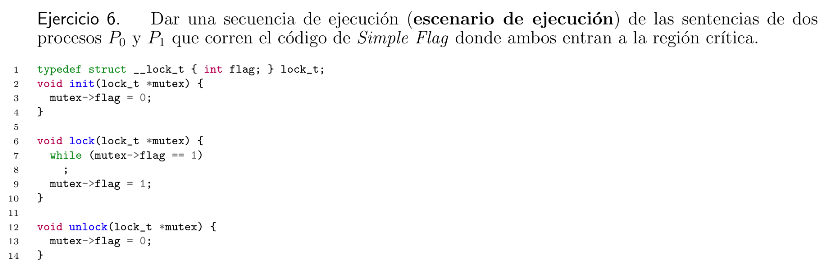 Ejercicio 6. Dar una secuencia de ejecución (escenario de ejecución) de las sentencias de dos
procesos P0 y P1 que corren el código de Simple Flag donde ambos entran a la región crítica.
1 typedef struct __lock_t { int flag; } lock_t;
2 void init(lock_t *mutex) {
3   mutex->flag = 0;
4 }
5
6 void lock(lock_t *mutex) {
7   while (mutex->flag == 1)
8     ;
9   mutex->flag = 1;
10 }
11
12 void unlock(lock_t *mutex) {
13   mutex->flag = 0;
14 }